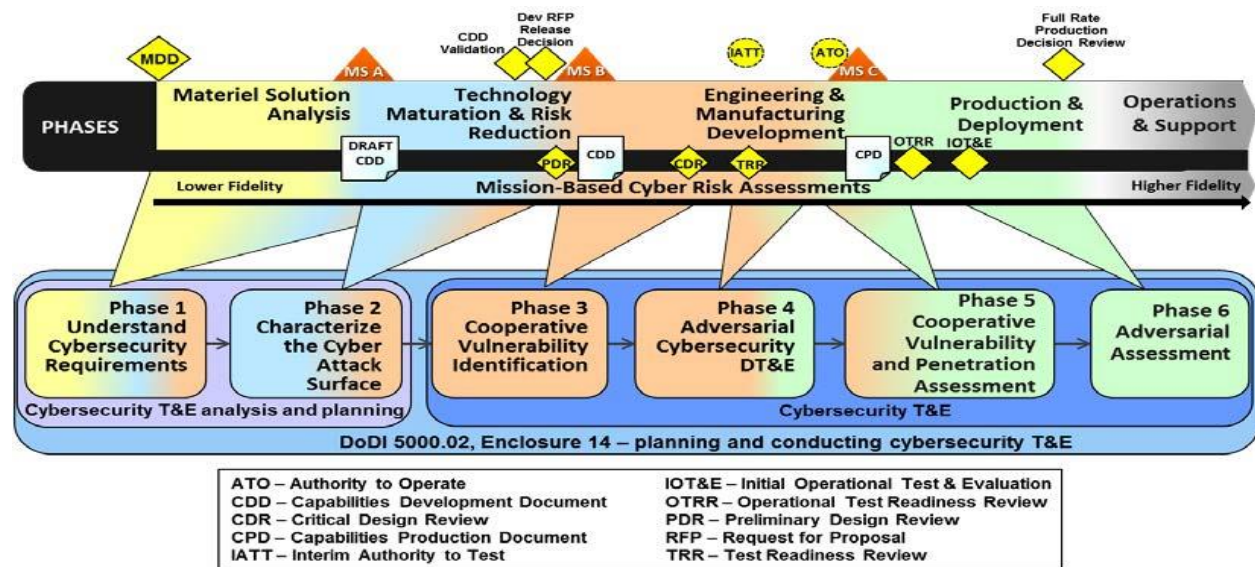 Dev RFP
Release
Decision
CDD
Validation
Full Rate
Production
Decision Review
MDD
MS A
MS B
IATT
ATO
MS C
PHASES
Materiel Solution
Analysis
Technology
Maturation & Risk
Reduction
Engineering &
Manufacturing
Development
Production &
Deployment
Operations
& Support
DRAFT
CDD
PDR
CDD
CDR
TRR
CPD
OTRR
IOT&E
Lower Fidelity
Mission-Based Cyber Risk Assessments
Higher Fidelity
Phase 1
Understand
Cybersecurity
Requirements
Phase 2
Characterize
the Cyber
Attack
Surface
Phase 3
Cooperative
Vulnerability
Identification
Phase 4
Adversarial
Cybersecurity
DT&E
Phase 5
Cooperative
Vulnerability
and Penetration
Assessment
Phase 6
Adversarial
Assessment
Cybersecurity T&E analysis and planning
Cybersecurity T&E
DoDI 5000.02, Enclosure 14 – planning and conducting cybersecurity T&E
ATO – Authority to Operate
CDD – Capabilities Development Document
CDR – Critical Design Review
CPD – Capabilities Production Document
IATT – Interim Authority to Test
IOT&E – Initial Operational Test & Evaluation
OTRR – Operational Test Readiness Review
PDR – Preliminary Design Review
RFP – Request for Proposal
TRR – Test Readiness Review